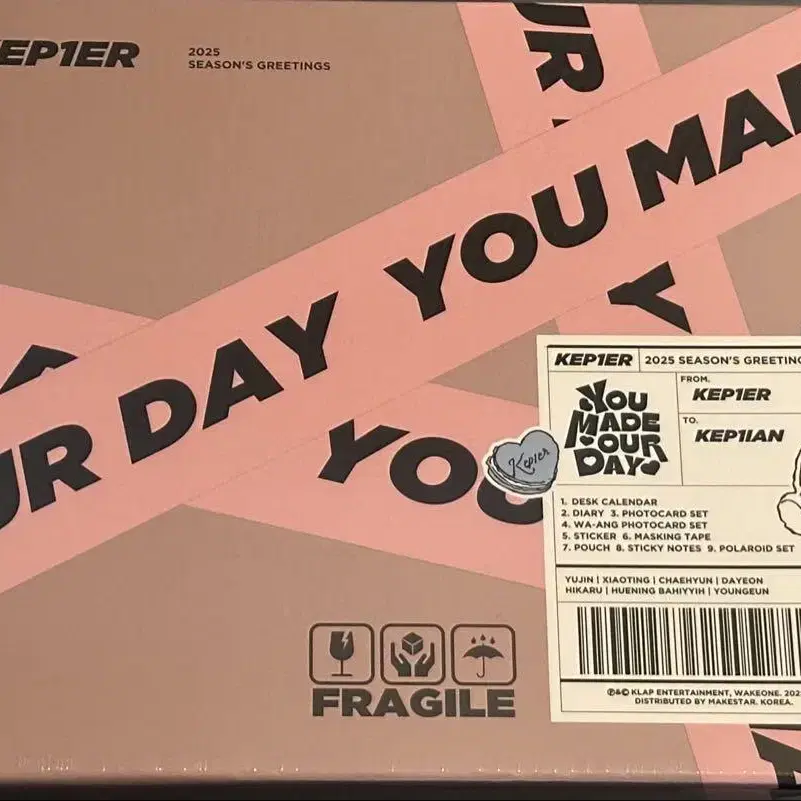 KEP1ER
2025
SEASON'S GREETINGS
UR
YOU MAD
UR DAY
Y
YOU
KEP1ER
2025 SEASON'S GREETING
YOU
MADE
OUR
DAY
FROM.
KEP1ER
TO.
KEP1IAN
Kep1er
1. DESK CALENDAR
2. DIARY 3. PHOTOCARD SET
4. WA-ANG PHOTOCARD SET
5. STICKER 6. MASKING TAPE
7. POUCH 8. STICKY NOTES 9. POLAROID SET
YUJIN | XIAOTING | CHAEHYUN | DAYEON
HIKARU | HUENING BAHIYYIH | YOUNGEUN
℗&© KLAP ENTERTAINMENT, WAKEONE. 202
DISTRIBUTED BY MAKESTAR. KOREA.
FRAGILE